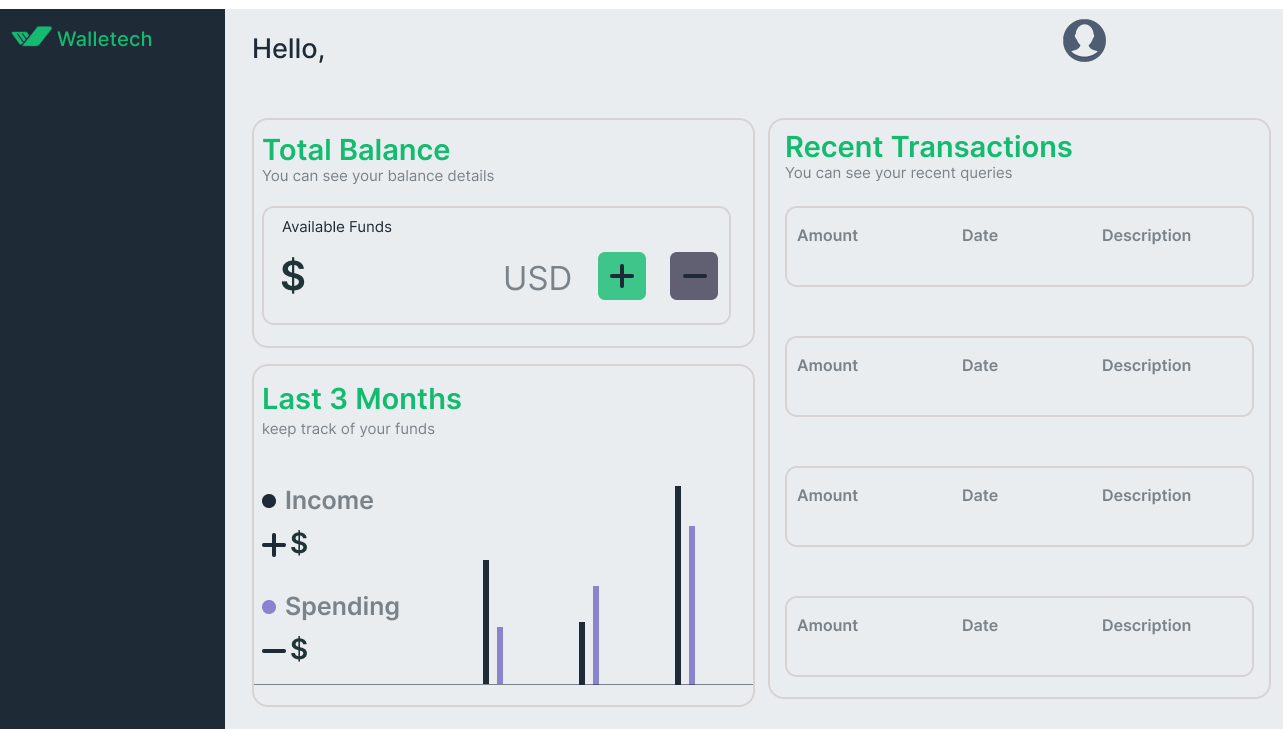 Walletech
Hello,
Total Balance
You can see your balance details
Available Funds
$ USD + −
Last 3 Months
keep track of your funds
Income
+$
Spending
−$
Recent Transactions
You can see your recent queries
Amount Date Description
Amount Date Description
Amount Date Description
Amount Date Description